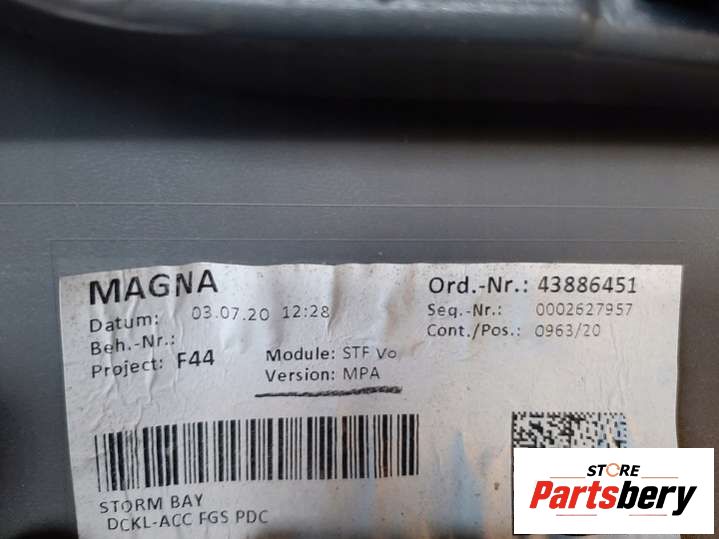 MAGNA
Datum: 03.07.20 12:28
Beh.-Nr.:
Project: F44
Module: STF Vo
Version: MPA
Ord.-Nr.: 43886451
Seq.-Nr.: 0002627957
Cont./Pos.: 0963/20
STORM BAY
DCKL-ACC FGS PDC
STORE
Partsbery